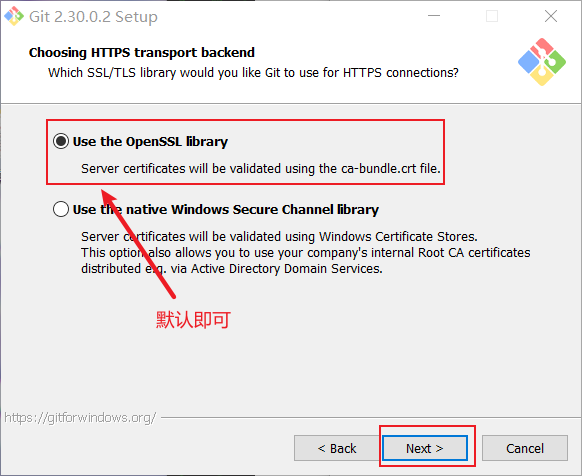 Git 2.30.0.2 Setup
Choosing HTTPS transport backend
Which SSL/TLS library would you like Git to use for HTTPS connections?
Use the OpenSSL library
Server certificates will be validated using the ca-bundle.crt file.
Use the native Windows Secure Channel library
Server certificates will be validated using Windows Certificate Stores.
This option also allows you to use your company's internal Root CA certificates
distributed e.g. via Active Directory Domain Services.
默认即可
https://gitforwindows.org/
< Back
Next >
Cancel